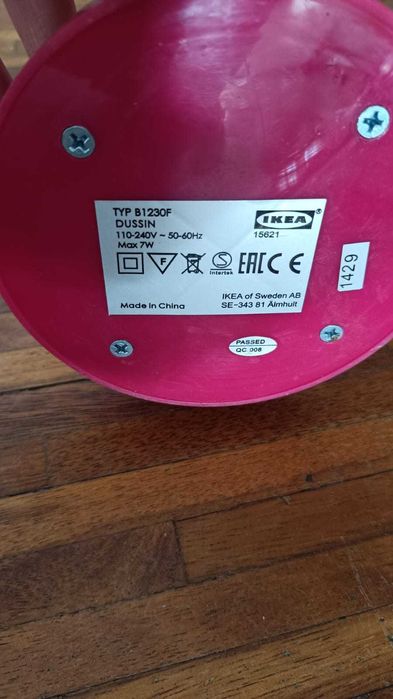 TYP B1230F
DUSSIN
110-240V ~ 50-60Hz
Max 7W
IKEA®
15621
F
S
Intertek
EAC CE
Made in China
IKEA of Sweden AB
SE-343 81 Älmhult
1429
PASSED
QC 008